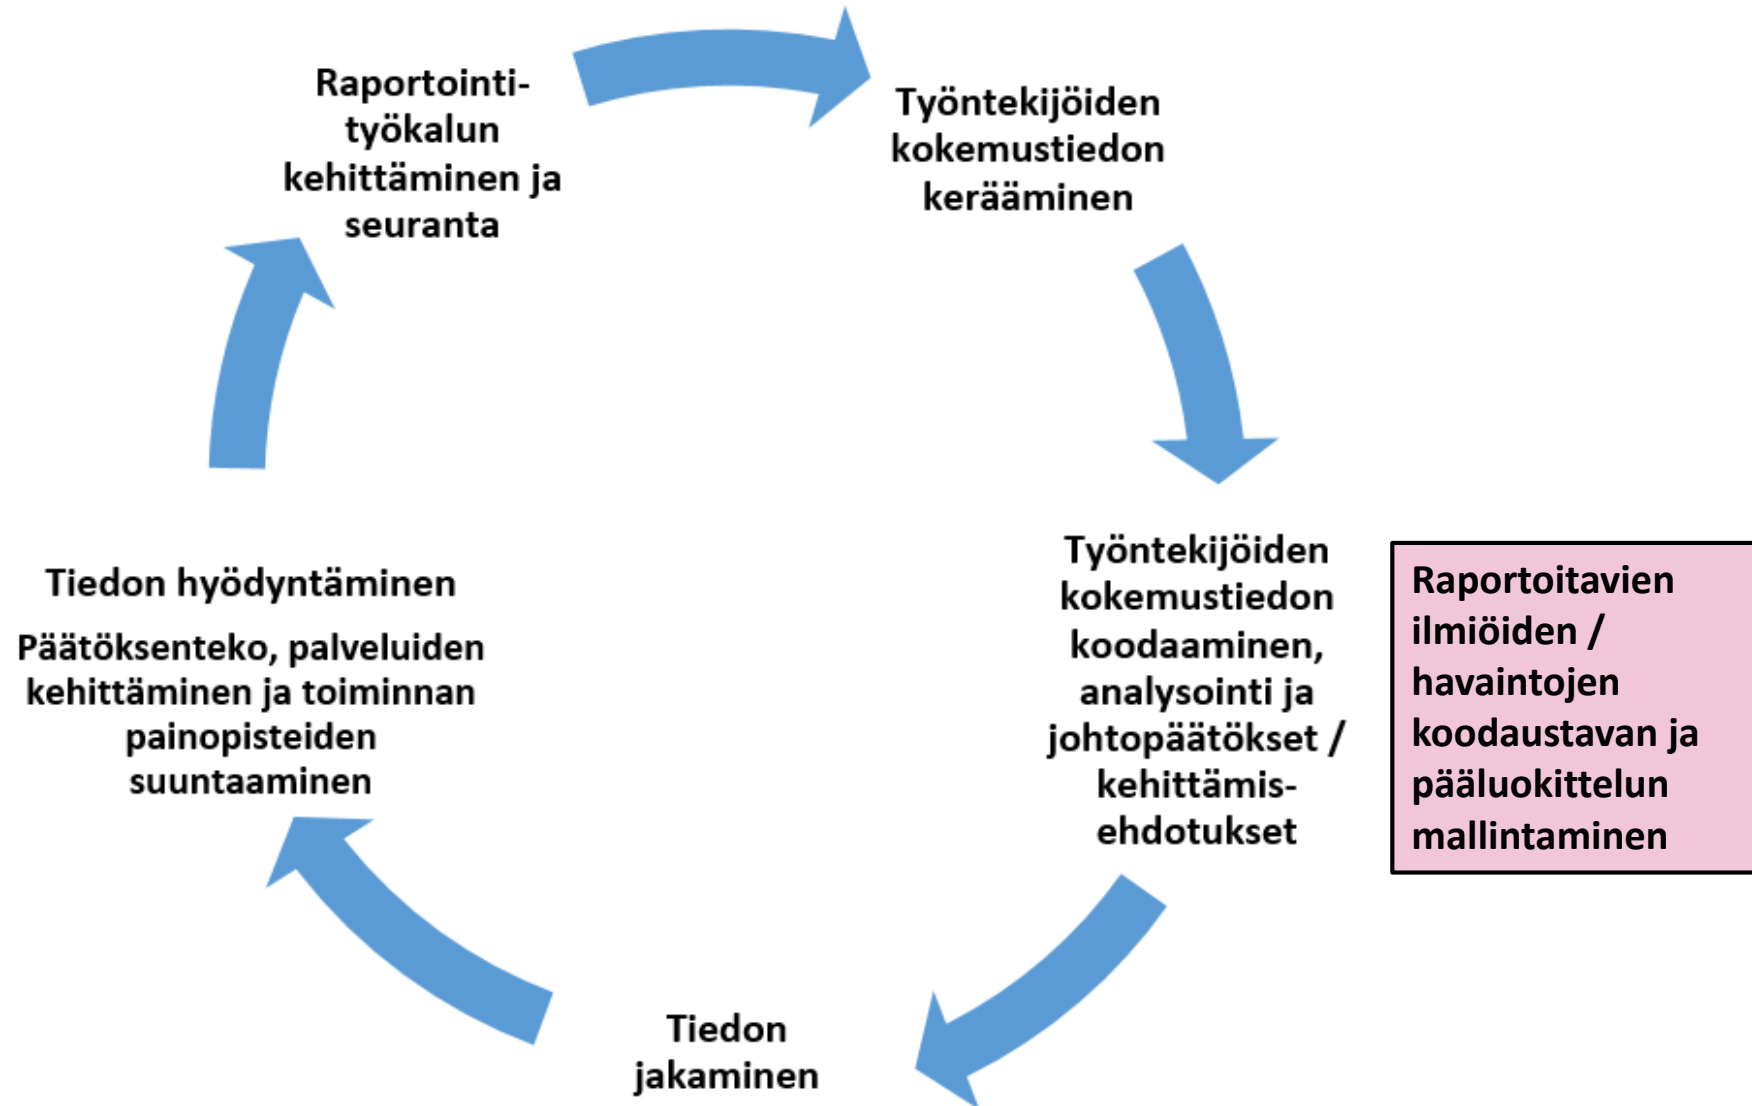 Raportointi-
työkalun
kehittäminen ja
seuranta
Työntekijöiden
kokemustiedon
kerääminen
Työntekijöiden
kokemustiedon
koodaaminen,
analysointi ja
johtopäätökset /
kehittämis-
ehdotukset
Raportoitavien
ilmiöiden /
havaintojen
koodaustavan ja
pääluokittelun
mallintaminen
Tiedon
jakaminen
Tiedon hyödyntäminen
Päätöksenteko, palveluiden
kehittäminen ja toiminnan
painopisteiden
suuntaaminen